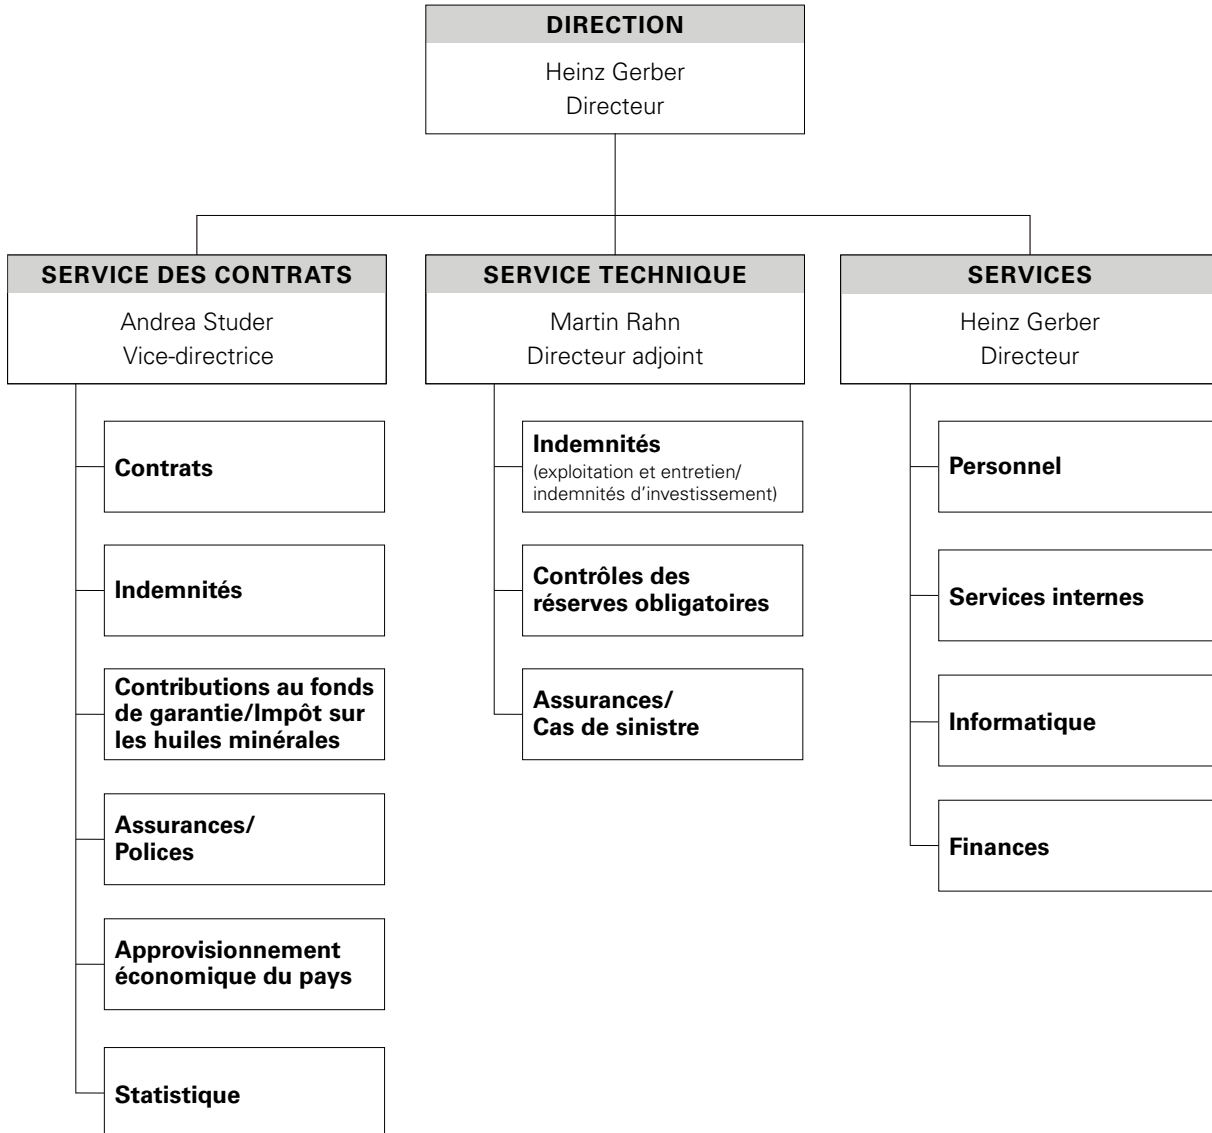 DIRECTION
Heinz Gerber
Directeur
SERVICE DES CONTRATS
Andrea Studer
Vice-directrice
Contrats
Indemnités
Contributions au fonds
de garantie/Impôt sur
les huiles minérales
Assurances/
Polices
Approvisionnement
économique du pays
Statistique
SERVICE TECHNIQUE
Martin Rahn
Directeur adjoint
Indemnités
(exploitation et entretien/
indemnités d'investissement)
Contrôles des
réserves obligatoires
Assurances/
Cas de sinistre
SERVICES
Heinz Gerber
Directeur
Personnel
Services internes
Informatique
Finances